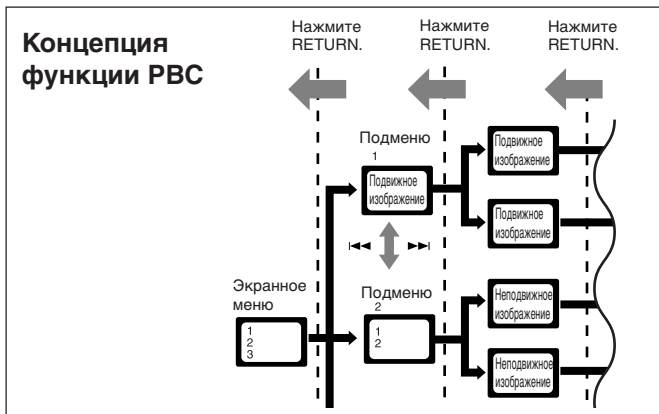 Концепция
функции PBC
Нажмите
RETURN.
Нажмите
RETURN.
Нажмите
RETURN.
Подменю
1
Подвижное
изображение
Подвижное
изображение
Подвижное
изображение
Экранное
меню
1
2
3
Подменю
2
1
2
Неподвижное
изображение
Неподвижное
изображение